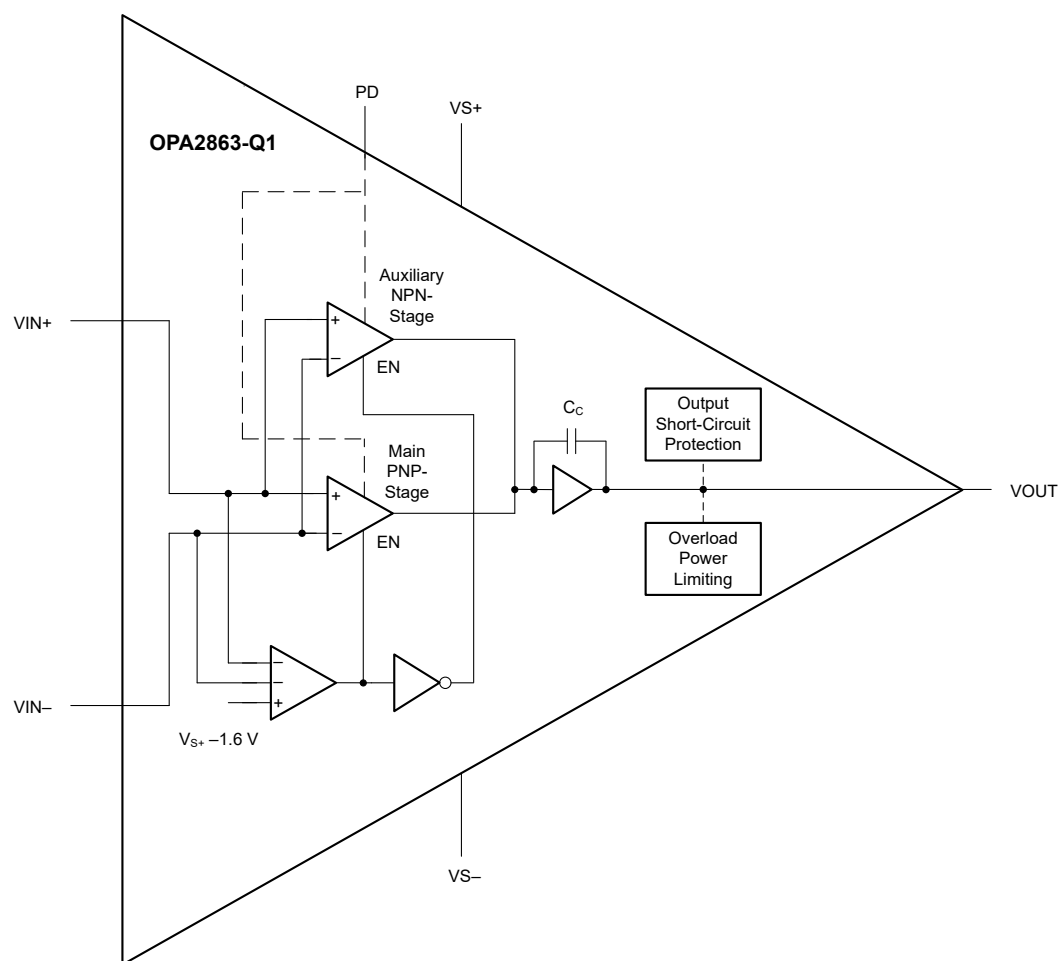 PD
VS+
OPA2863-Q1
Auxiliary
NPN-
Stage
VIN+
+
−
EN
CC
Output
Short-Circuit
Protection
Main
PNP-
Stage
+
−
EN
VOUT
Overload
Power
Limiting
−
−
+
VIN–
VS+ –1.6 V
VS–